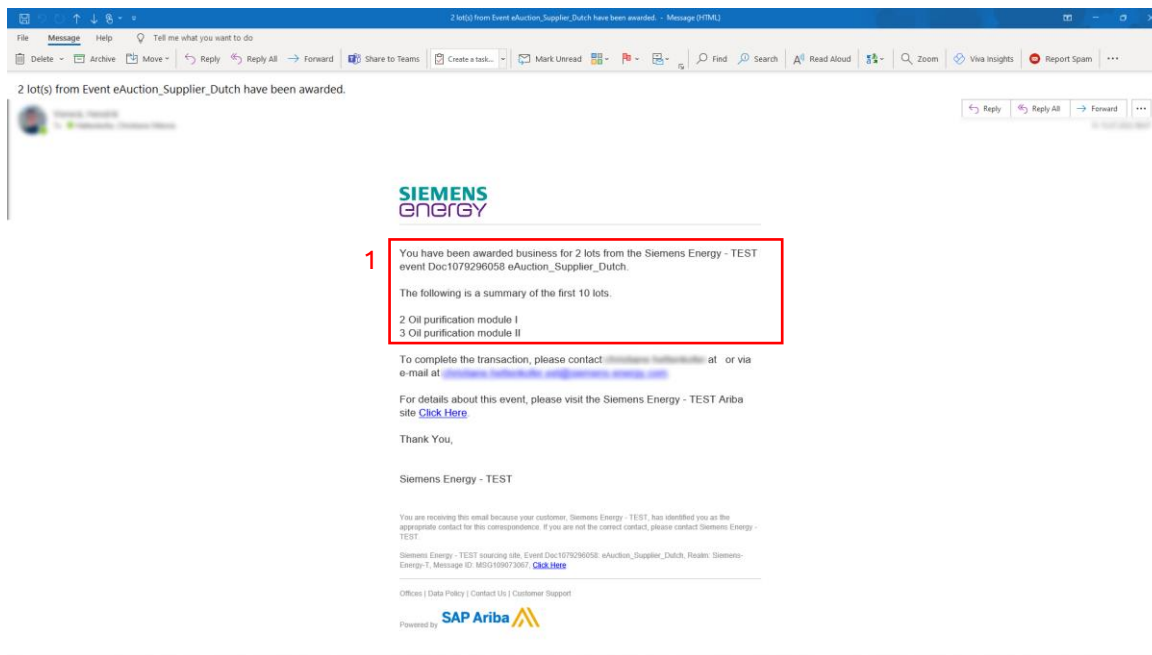 2 lot(s) from Event eAuction_Supplier_Dutch have been awarded. - Message (HTML)
File Message Help Tell me what you want to do
Delete Archive Move Reply Reply All Forward Share to Teams Create a task... Mark Unread Find Search Read Aloud Zoom Viva Insights Report Spam
2 lot(s) from Event eAuction_Supplier_Dutch have been awarded.
Reply Reply All Forward
SIEMENS
energy
1
You have been awarded business for 2 lots from the Siemens Energy - TEST
event Doc1079296058 eAuction_Supplier_Dutch.
The following is a summary of the first 10 lots.
2 Oil purification module I
3 Oil purification module II
To complete the transaction, please contact at or via
e-mail at
For details about this event, please visit the Siemens Energy - TEST Ariba
site Click Here.
Thank You,
Siemens Energy - TEST
You are receiving this email because your customer, Siemens Energy - TEST, has identified you as the
appropriate contact for this correspondence. If you are not the correct contact, please contact Siemens Energy -
TEST.
Siemens Energy - TEST sourcing site, Event Doc1079296058: eAuction_Supplier_Dutch, Realm: Siemens-
Energy-T, Message ID: MSG109073067, Click Here
Offices | Data Policy | Contact Us | Customer Support
Powered by SAP Ariba